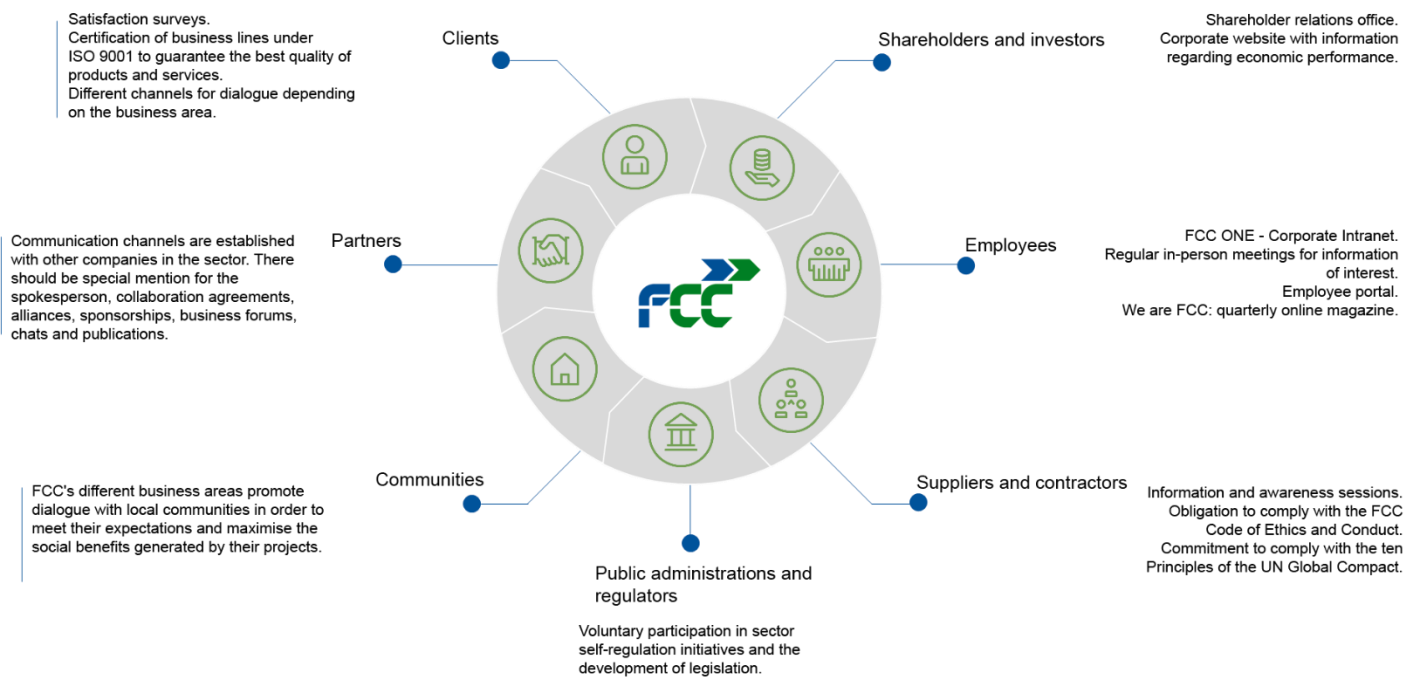 Clients
Satisfaction surveys.
Certification of business lines under
ISO 9001 to guarantee the best quality of
products and services.
Different channels for dialogue depending
on the business area.
Shareholders and investors
Shareholder relations office.
Corporate website with information
regarding economic performance.
Partners
Communication channels are established
with other companies in the sector. There
should be special mention for the
spokesperson, collaboration agreements,
alliances, sponsorships, business forums,
chats and publications.
FCC
Employees
FCC ONE - Corporate Intranet.
Regular in-person meetings for information
of interest.
Employee portal.
We are FCC: quarterly online magazine.
Communities
FCC's different business areas promote
dialogue with local communities in order to
meet their expectations and maximise the
social benefits generated by their projects.
Suppliers and contractors
Information and awareness sessions.
Obligation to comply with the FCC
Code of Ethics and Conduct.
Commitment to comply with the ten
Principles of the UN Global Compact.
Public administrations and
regulators
Voluntary participation in sector
self-regulation initiatives and the
development of legislation.